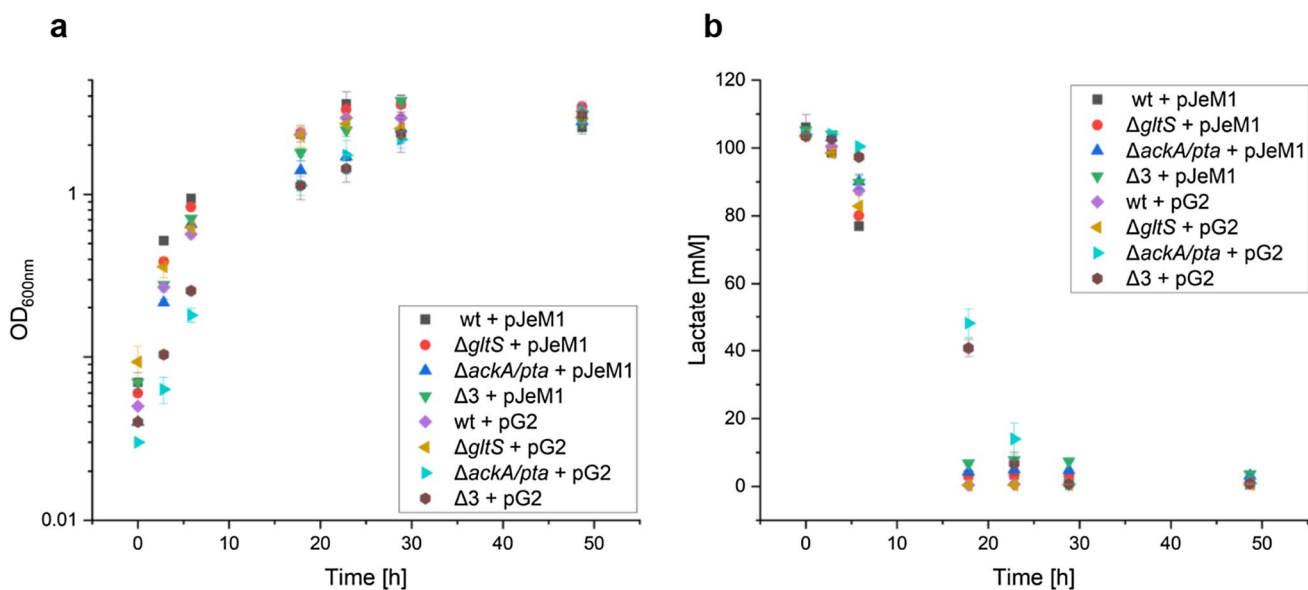 a
OD600nm
1
0.01
wt + pJeM1
ΔgltS + pJeM1
ΔackA/pta + pJeM1
Δ3 + pJeM1
wt + pG2
ΔgltS + pG2
ΔackA/pta + pG2
Δ3 + pG2
0 10 20 30 40 50
Time [h]
b
Lactate [mM]
120
100
80
60
40
20
0
wt + pJeM1
ΔgltS + pJeM1
ΔackA/pta + pJeM1
Δ3 + pJeM1
wt + pG2
ΔgltS + pG2
ΔackA/pta + pG2
Δ3 + pG2
0 10 20 30 40 50
Time [h]